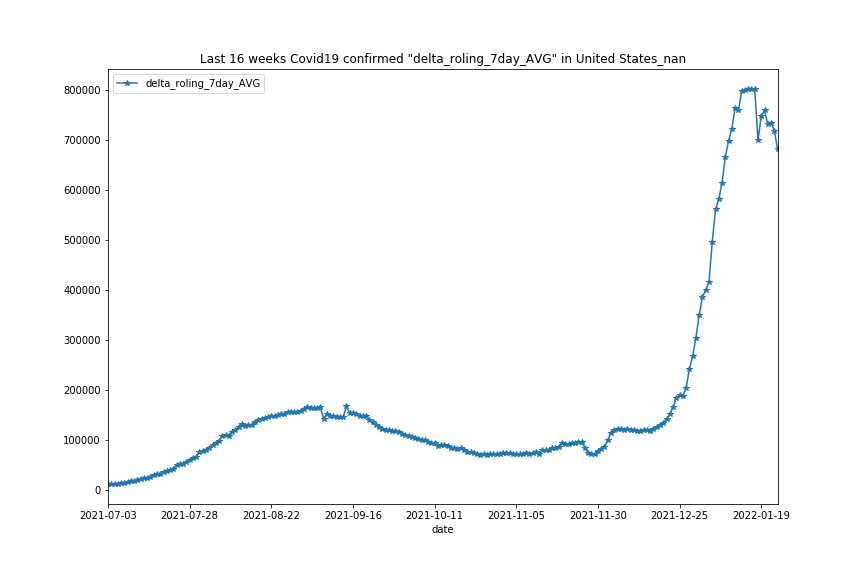 Last 16 weeks Covid19 confirmed "delta_roling_7day_AVG" in United States_nan
delta_roling_7day_AVG
800000
700000
600000
500000
400000
300000
200000
100000
0
2021-07-03 2021-07-28 2021-08-22 2021-09-16 2021-10-11 2021-11-05 2021-11-30 2021-12-25 2022-01-19
date